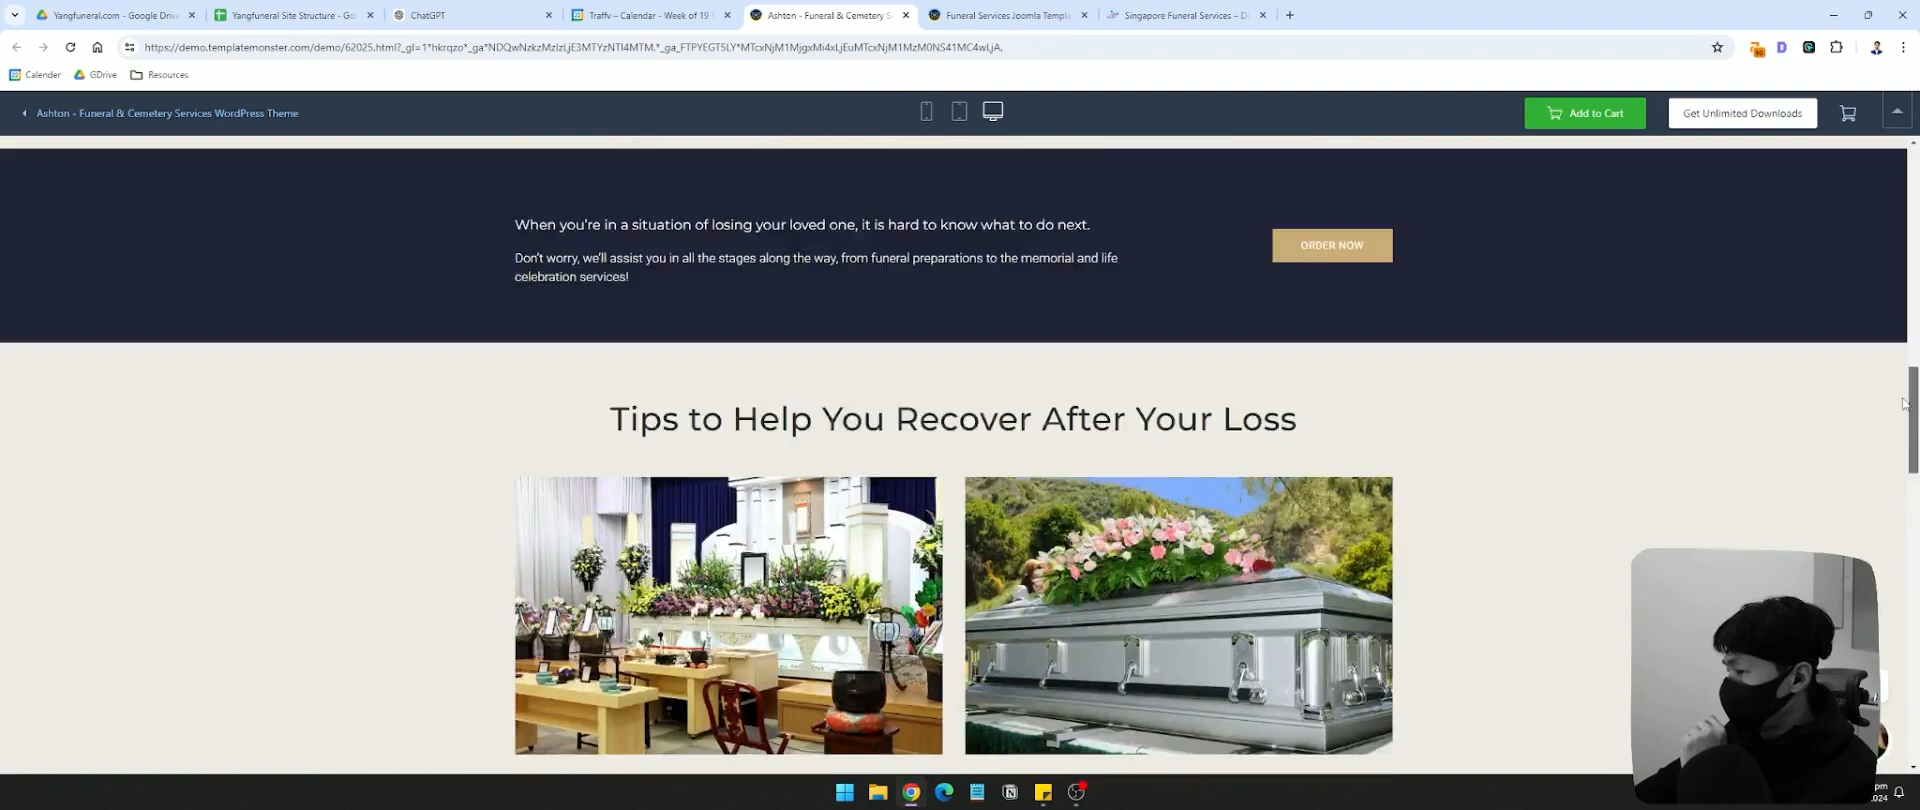 Yangfuneral.com - Google Drive
Yangfuneral Site Structure - Go
ChatGPT
Traffv – Calendar - Week of 19
Ashton - Funeral & Cemetery S
Funeral Services Joomla Templa
Singapore Funeral Services – D
https://demo.templatemonster.com/demo/62025.html?_gl=1*hkrqzo*_ga*
Calender
GDrive
Resources
Ashton - Funeral & Cemetery Services WordPress Theme
Add to Cart
Get Unlimited Downloads
When you're in a situation of losing your loved one, it is hard to know what to do next.
Don't worry, we'll assist you in all the stages along the way, from funeral preparations to the memorial and life
celebration services!
ORDER NOW
Tips to Help You Recover After Your Loss
pm
024